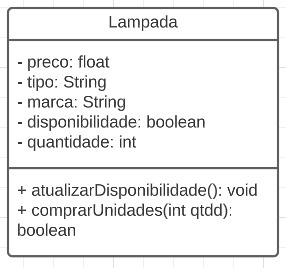 Lampada
- preco: float
- tipo: String
- marca: String
- disponibilidade: boolean
- quantidade: int
+ atualizarDisponibilidade(): void
+ comprarUnidades(int qtdd):
boolean